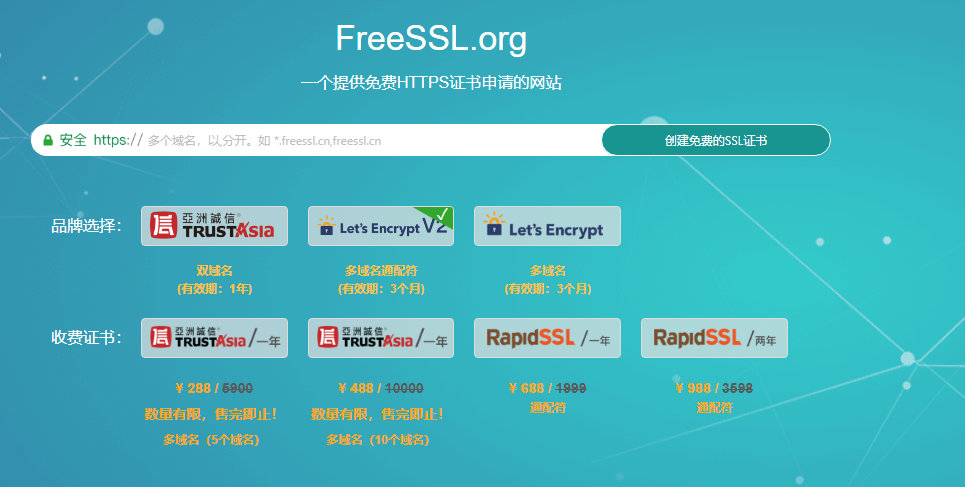 FreeSSL.org
一个提供免费HTTPS证书申请的网站
安全 https:// 多个域名，以,分开。如 *.freessl.cn,freessl.cn 创建免费的SSL证书
品牌选择： 亞洲誠信® TRUSTAsia Let's Encrypt V2 Let's Encrypt
双域名 多域名通配符 多域名
(有效期：1年) (有效期：3个月) (有效期：3个月)
收费证书： 亞洲誠信® TRUSTAsia /一年 亞洲誠信® TRUSTAsia /一年 RapidSSL /一年 RapidSSL /两年
¥ 288 / 5900 ¥ 488 / 10000 ¥ 688 / 1999 ¥ 988 / 3598
数量有限，售完即止！ 数量有限，售完即止！ 通配符 通配符
多域名（5个域名） 多域名（10个域名）